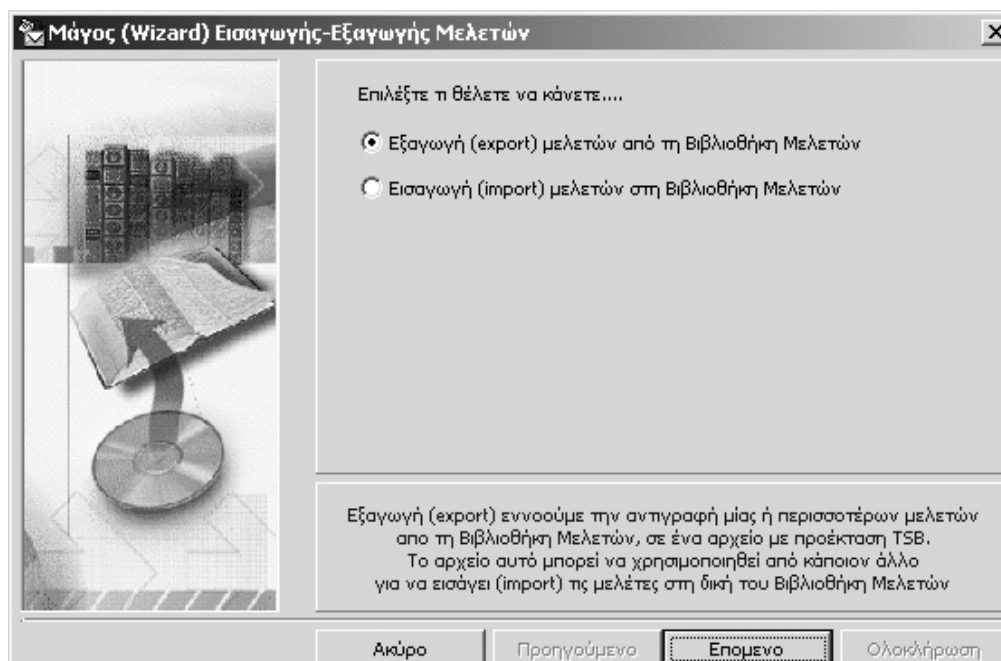 Μάγος (Wizard) Εισαγωγής-Εξαγωγής Μελετών
Επιλέξτε τι θέλετε να κάνετε....
Εξαγωγή (export) μελετών από τη Βιβλιοθήκη Μελετών
Εισαγωγή (import) μελετών στη Βιβλιοθήκη Μελετών
Εξαγωγή (export) εννοούμε την αντιγραφή μίας ή περισσοτέρων μελετών
απο τη Βιβλιοθήκη Μελετών, σε ένα αρχείο με προέκταση TSB.
Το αρχείο αυτό μπορεί να χρησιμοποιηθεί από κάποιον άλλο
για να εισάγει (import) τις μελέτες στη δική του Βιβλιοθήκη Μελετών
Ακύρο
Προηγούμενο
Επομενο
Ολοκλήρωση